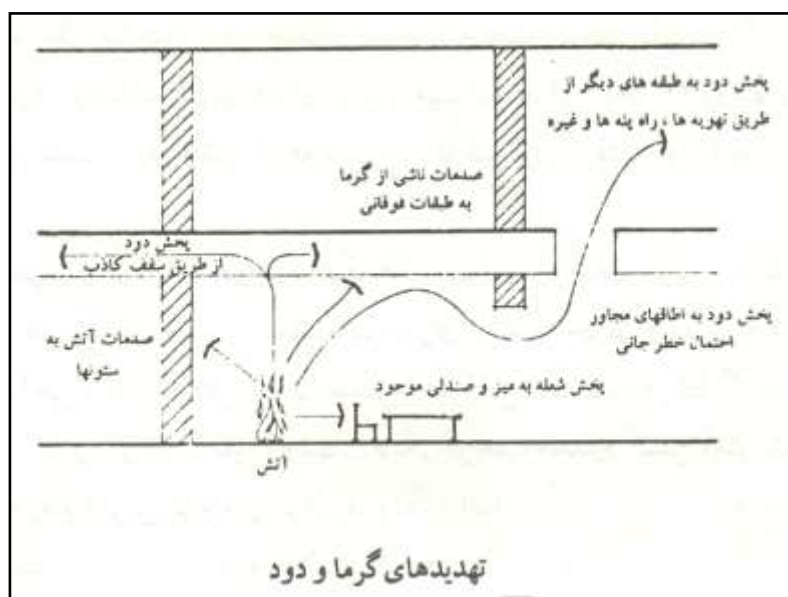 پخش دود به طبقه های دیگر از
طریق تهویه ها ، راه پله ها و غیره
صدمات ناشی از گرما
به طبقات فوقانی
پخش دود
از طریق سقف کاذب
پخش دود به اطاقهای مجاور
احتمال خطر جانی
صدمات آتش به
ستونها
پخش شعله به میز و صندلی موجود
آتش
تهدیدهای گرما و دود